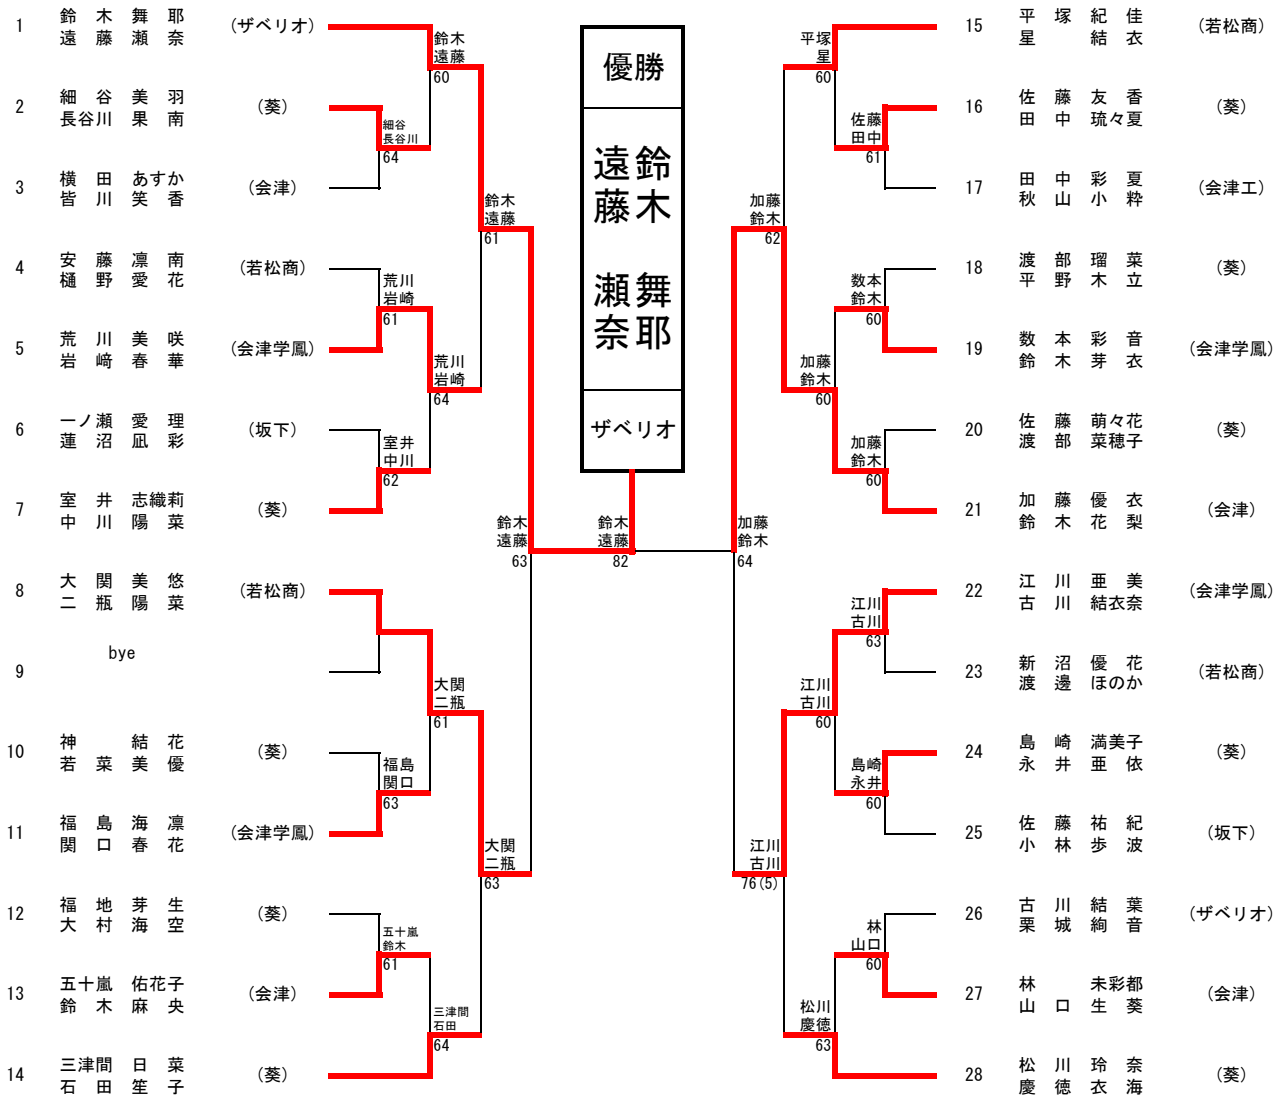 1 鈴木舞耶 (ザベリオ)
遠藤瀬奈
2 細谷美羽 (葵)
長谷川果南
3 横田あすか (会津)
皆川笑香
4 安藤凛南 (若松商)
樋野愛花
5 荒川美咲 (会津学鳳)
岩﨑春華
6 一ノ瀬愛理 (坂下)
蓮沼凪彩
7 室井志織莉 (葵)
中川陽菜
8 大関美悠 (若松商)
二瓶陽菜
9 bye
10 神結花 (葵)
若菜美優
11 福島海凛 (会津学鳳)
関口春花
12 福地芽生 (葵)
大村海空
13 五十嵐佑花子 (会津)
鈴木麻央
14 三津間日菜 (葵)
石田笙子
鈴木
遠藤
60
細谷
長谷川
64
鈴木
遠藤
61
荒川
岩崎
61
荒川
岩崎
64
室井
中川
62
鈴木
遠藤
63
大関
二瓶
61
福島
関口
63
大関
二瓶
63
五十嵐
鈴木
61
三津間
石田
64
優勝
鈴木 舞耶
遠藤 瀬奈
ザベリオ
鈴木
遠藤
82
平塚
星
60
佐藤
田中
61
加藤
鈴木
62
数本
鈴木
60
加藤
鈴木
60
加藤
鈴木
60
加藤
鈴木
64
江川
古川
63
江川
古川
60
島崎
永井
60
江川
古川
76(5)
林
山口
60
松川
慶徳
63
15 平塚紀佳 (若松商)
星結衣
16 佐藤友香 (葵)
田中琉々夏
17 田中彩夏 (会津工)
秋山小粋
18 渡部瑠菜 (葵)
平野木立
19 数本彩音 (会津学鳳)
鈴木芽衣
20 佐藤萌々花 (葵)
渡部菜穂子
21 加藤優衣 (会津)
鈴木花梨
22 江川亜美 (会津学鳳)
古川結衣奈
23 新沼優花 (若松商)
渡邊ほのか
24 島崎満美子 (葵)
永井亜依
25 佐藤祐紀 (坂下)
小林歩波
26 古川結葉 (ザベリオ)
栗城絢音
27 林未彩都 (会津)
山口生葵
28 松川玲奈 (葵)
慶徳衣海